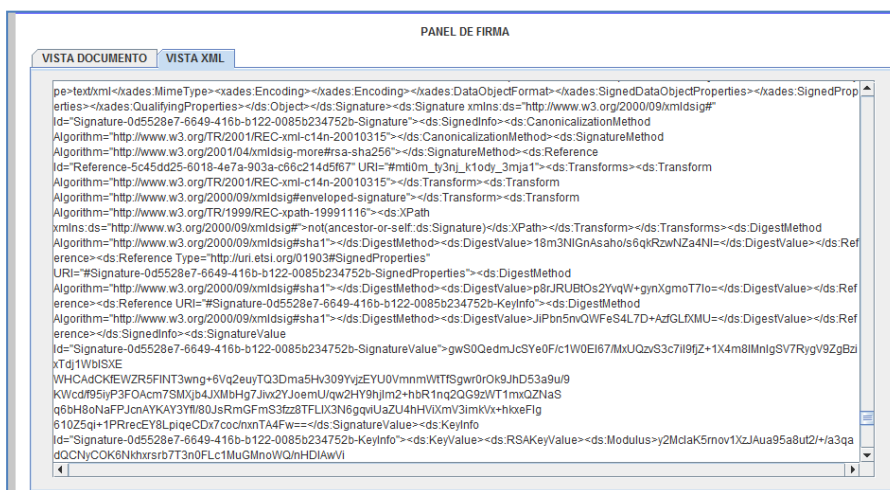 PANEL DE FIRMA
VISTA DOCUMENTO VISTA XML
pe>text/xml</xades:MimeType><xades:Encoding></xades:Encoding></xades:DataObjectFormat></xades:SignedDataObjectProperties></xades:SignedProp
erties></xades:QualifyingProperties></ds:Object></ds:Signature><ds:Signature xmlns:ds="http://www.w3.org/2000/09/xmldsig#"
Id="Signature-0d5528e7-6649-416b-b122-0085b234752b-Signature"><ds:SignedInfo><ds:CanonicalizationMethod
Algorithm="http://www.w3.org/TR/2001/REC-xml-c14n-20010315"></ds:CanonicalizationMethod><ds:SignatureMethod
Algorithm="http://www.w3.org/2001/04/xmldsig-more#rsa-sha256"></ds:SignatureMethod><ds:Reference
Id="Reference-5c45dd25-6018-4e7a-903a-c66c214d5f67" URI="#mti0m_ty3nj_k1ody_3mja1"><ds:Transforms><ds:Transform
Algorithm="http://www.w3.org/TR/2001/REC-xml-c14n-20010315"></ds:Transform><ds:Transform
Algorithm="http://www.w3.org/2000/09/xmldsig#enveloped-signature"></ds:Transform><ds:Transform
Algorithm="http://www.w3.org/TR/1999/REC-xpath-19991116"><ds:XPath
xmlns:ds="http://www.w3.org/2000/09/xmldsig#">not(ancestor-or-self::ds:Signature)</ds:XPath></ds:Transform></ds:Transforms><ds:DigestMethod
Algorithm="http://www.w3.org/2000/09/xmldsig#sha1"></ds:DigestMethod><ds:DigestValue>18m3NIGnAsaho/s6qkRzwNZa4NI=</ds:DigestValue></ds:Ref
erence><ds:Reference Type="http://uri.etsi.org/01903#SignedProperties"
URI="#Signature-0d5528e7-6649-416b-b122-0085b234752b-SignedProperties"><ds:DigestMethod
Algorithm="http://www.w3.org/2000/09/xmldsig#sha1"></ds:DigestMethod><ds:DigestValue>p8rJRUBtOs2YvqW+gynXgmoT7Io=</ds:DigestValue></ds:Ref
erence><ds:Reference URI="#Signature-0d5528e7-6649-416b-b122-0085b234752b-KeyInfo"><ds:DigestMethod
Algorithm="http://www.w3.org/2000/09/xmldsig#sha1"></ds:DigestMethod><ds:DigestValue>JiPbn5nvQWFeS4L7D+AzfGLfXMU=</ds:DigestValue></ds:Ref
erence></ds:SignedInfo><ds:SignatureValue
Id="Signature-0d5528e7-6649-416b-b122-0085b234752b-SignatureValue">gwS0QedmJcSYe0F/c1W0EI67/MxUQzvS3c7iI9fjZ+1X4m8IMnIgSV7RygV9ZgBzi
xTdj1WbISXE
WHCAdCKfEWZR5FINT3wng+6Vq2euyTQ3Dma5Hv309YvjzEYU0VmnmWtTfSgwr0rOk9JhD53a9u/9
KWcd/f95iyP3FOAcm7SMXjb4JXMbHg7Jivx2YJoemU/qw2HY9hjIm2+hbR1nq2QG9zWT1mxQZNaS
q6bH8oNaFPJcnAYKAY3Yfl/80JsRmGFmS3fzz8TFLIX3N6gqviUaZU4hHViXmV3imkVx+hkxeFIg
610Z5qi+1PRrecEY8LpiqeCDx7coc/nxnTA4Fw==</ds:SignatureValue><ds:KeyInfo
Id="Signature-0d5528e7-6649-416b-b122-0085b234752b-KeyInfo"><ds:KeyValue><ds:RSAKeyValue><ds:Modulus>y2McIaK5rnov1XzJAua95a8ut2/+/a3qa
dQCNyCOK6Nkhxrsrb7T3n0FLc1MuGMnoWQ/nHDIAwVi